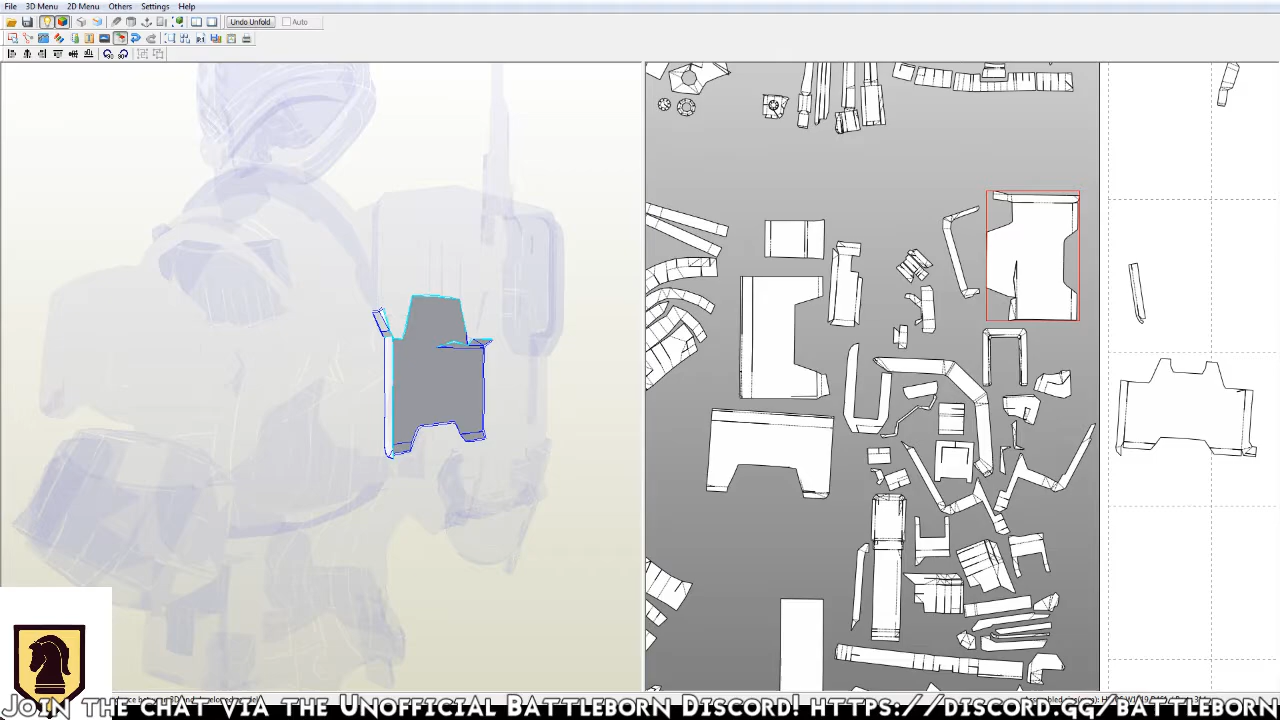 File 3D Menu 2D Menu Others Settings Help
Undo Unfold Auto
Join the chat via the Unofficial Battleborn Discord! https://discord.gg/battleborn